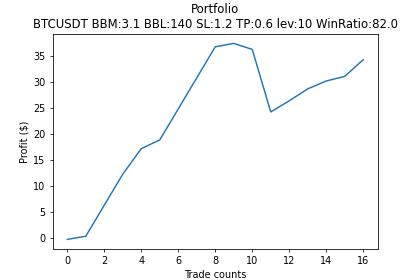 Portfolio
BTCUSDT BBM:3.1 BBL:140 SL:1.2 TP:0.6 lev:10 WinRatio:82.0
35
30
25
20
15
10
5
0
Profit ($)
0 2 4 6 8 10 12 14 16
Trade counts